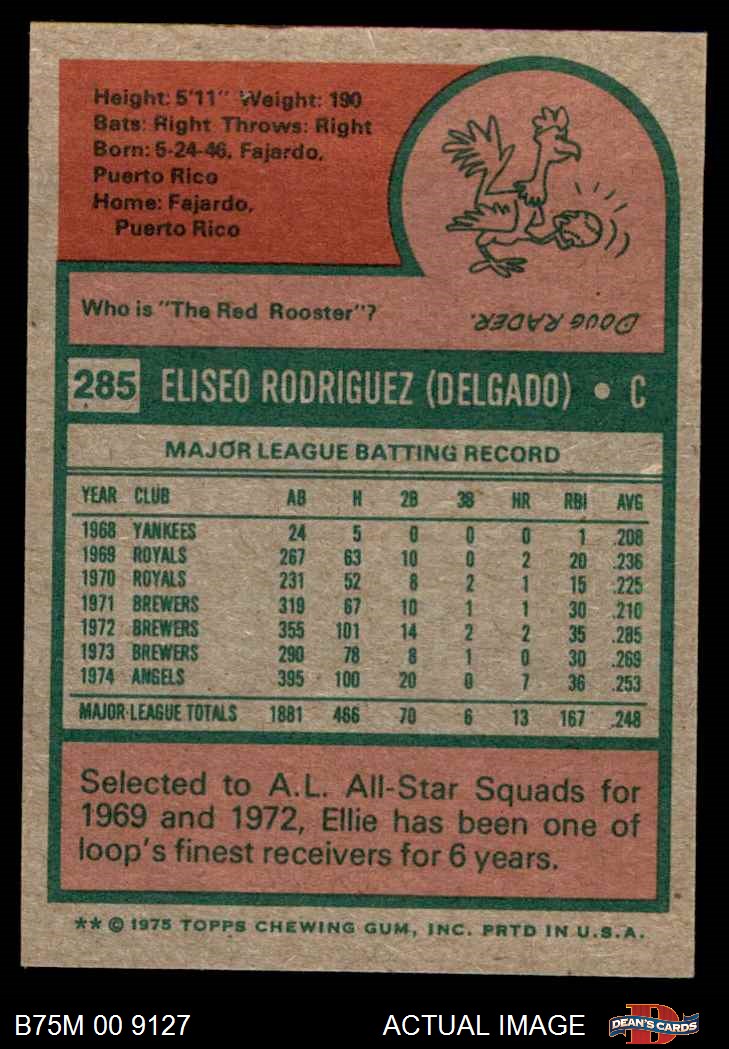 Height: 5'11" Weight: 190
Bats: Right Throws: Right
Born: 5-24-46, Fajardo,
Puerto Rico
Home: Fajardo,
Puerto Rico
Who is "The Red Rooster"?
DOUG RADER.
285 ELISEO RODRIGUEZ (DELGADO) • C
MAJOR LEAGUE BATTING RECORD
YEAR CLUB AB H 2B 3B HR RBI AVG
1968 YANKEES 24 5 0 0 0 1 .208
1969 ROYALS 267 63 10 0 2 20 .236
1970 ROYALS 231 52 8 2 1 15 .225
1971 BREWERS 319 67 10 1 1 30 .210
1972 BREWERS 355 101 14 2 2 35 .285
1973 BREWERS 290 78 8 1 0 30 .269
1974 ANGELS 395 100 20 0 7 36 .253
MAJOR LEAGUE TOTALS 1881 466 70 6 13 167 .248
Selected to A.L. All-Star Squads for
1969 and 1972, Ellie has been one of
loop's finest receivers for 6 years.
** © 1975 TOPPS CHEWING GUM, INC. PRTD IN U.S.A.
B75M 00 9127 ACTUAL IMAGE DEAN'S CARDS